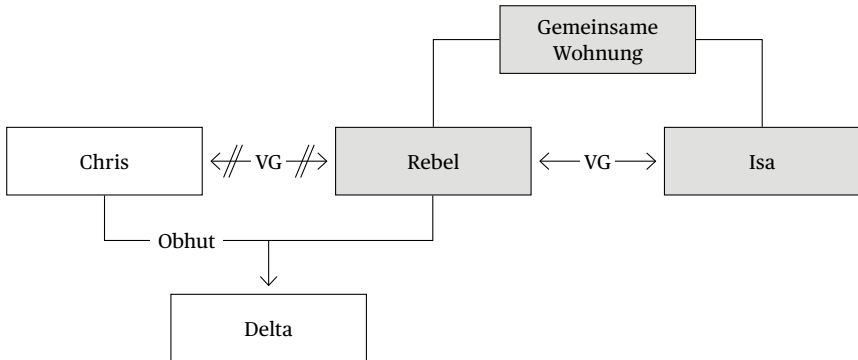 Gemeinsame
Wohnung
Chris
VG
Rebel
VG
Isa
Obhut
Delta